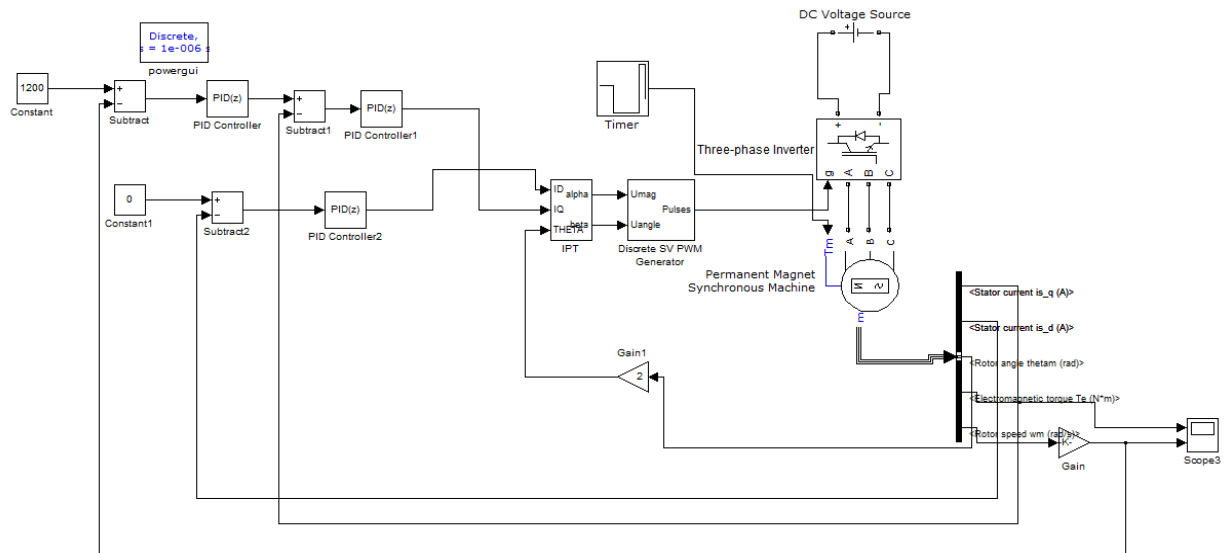 DC Voltage Source
Discrete,
s = 1e-006 s
powergui
1200
Constant
+
−
Subtract
PID(z)
PID Controller
+
−
Subtract1
PID(z)
PID Controller1
Timer
+
-
Three-phase Inverter
g
A
B
C
0
Constant1
+
−
Subtract2
PID(z)
PID Controller2
ID
IQ
THETA
alpha
beta
IPT
Umag
Uangle
Pulses
Discrete SV PWM
Generator
Tm
A
B
C
m
Permanent Magnet
Synchronous Machine
<Stator current is_q (A)>
<Stator current is_d (A)>
<Rotor angle thetam (rad)>
<Electromagnetic torque Te (N*m)>
<Rotor speed wm (rad/s)>
Gain1
2
K-
Gain
Scope3